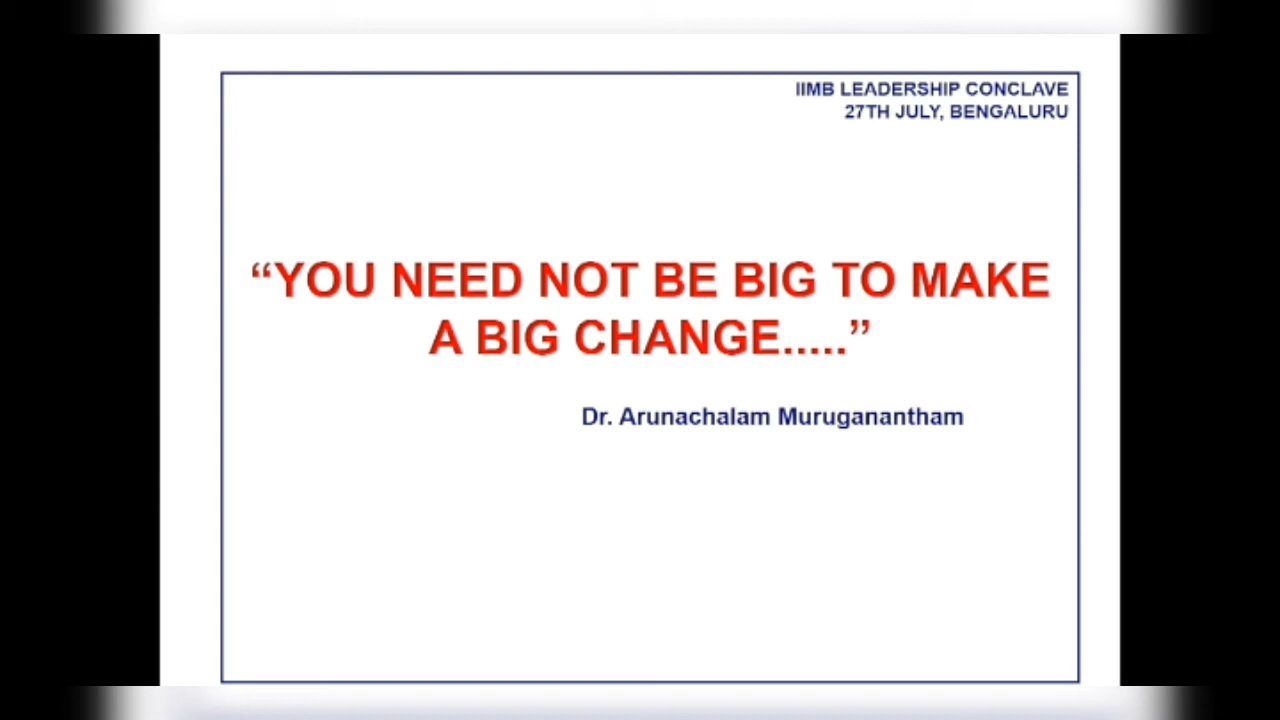 IIMB LEADERSHIP CONCLAVE
27TH JULY, BENGALURU
“YOU NEED NOT BE BIG TO MAKE
A BIG CHANGE.....”
Dr. Arunachalam Muruganantham